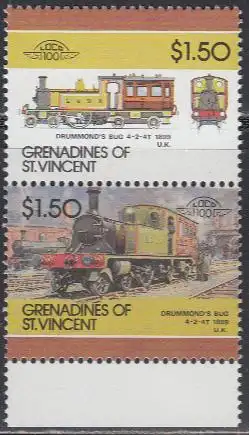 LOCO
100
$1.50
DRUMMOND'S BUG 4-2-4T 1899
U.K.
GRENADINES OF
ST.VINCENT
$1.50
LOCO
100
GRENADINES OF
ST.VINCENT
DRUMMOND'S BUG
4-2-4T 1899
U.K.